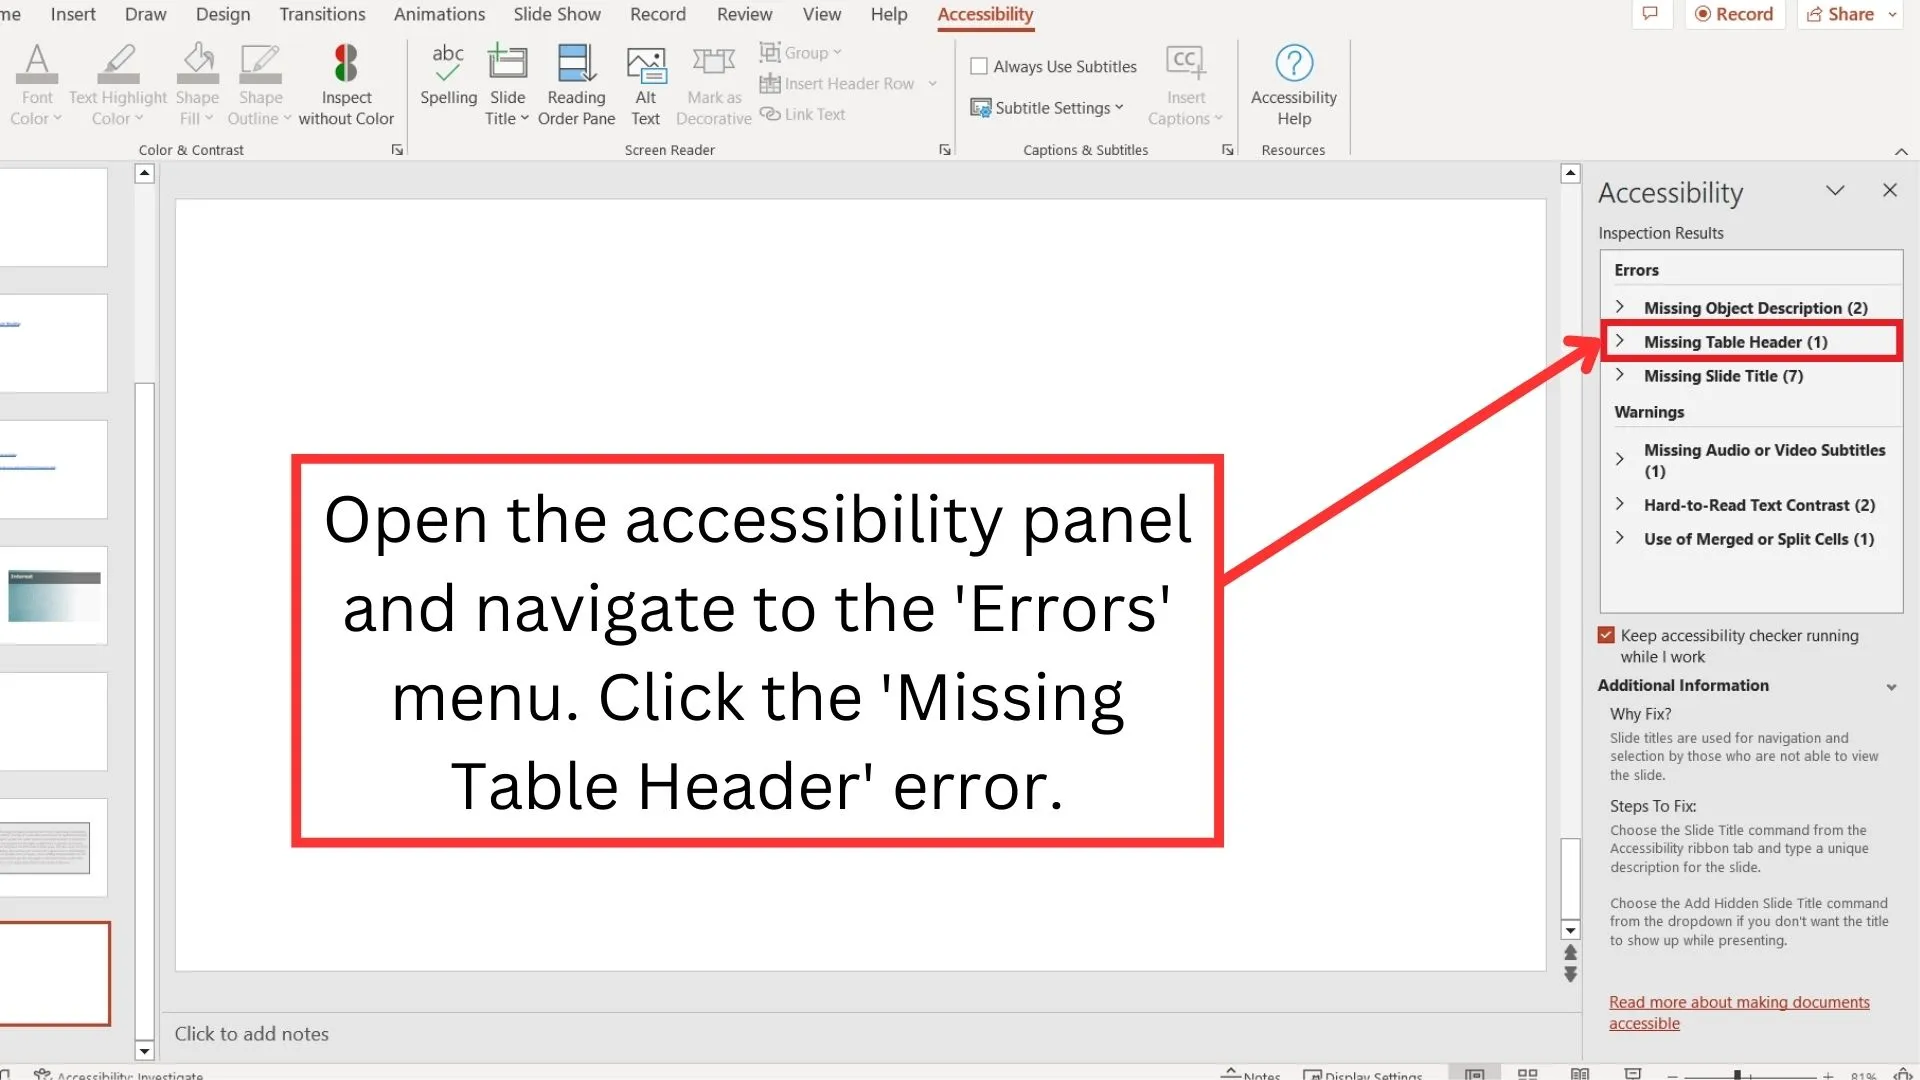 me Insert Draw Design Transitions Animations Slide Show Record Review View Help Accessibility Record Share
Font Color
Text Highlight Color
Shape Fill
Shape Outline
Inspect without Color
Color & Contrast
abc
Spelling
Slide Title
Reading Order Pane
Alt Text
Mark as Decorative
Group
Insert Header Row
Link Text
Screen Reader
Always Use Subtitles
Subtitle Settings
CC
Insert Captions
Captions & Subtitles
Accessibility Help
Resources
Internet
Open the accessibility panel
and navigate to the 'Errors'
menu. Click the 'Missing
Table Header' error.
Click to add notes
Accessibility
Inspection Results
Errors
Missing Object Description (2)
Missing Table Header (1)
Missing Slide Title (7)
Warnings
Missing Audio or Video Subtitles
(1)
Hard-to-Read Text Contrast (2)
Use of Merged or Split Cells (1)
Keep accessibility checker running
while I work
Additional Information
Why Fix?
Slide titles are used for navigation and
selection by those who are not able to view
the slide.
Steps To Fix:
Choose the Slide Title command from the
Accessibility ribbon tab and type a unique
description for the slide.
Choose the Add Hidden Slide Title command
from the dropdown if you don't want the title
to show up while presenting.
Read more about making documents
accessible
Accessibility: Investigate Notes Display Settings 81%